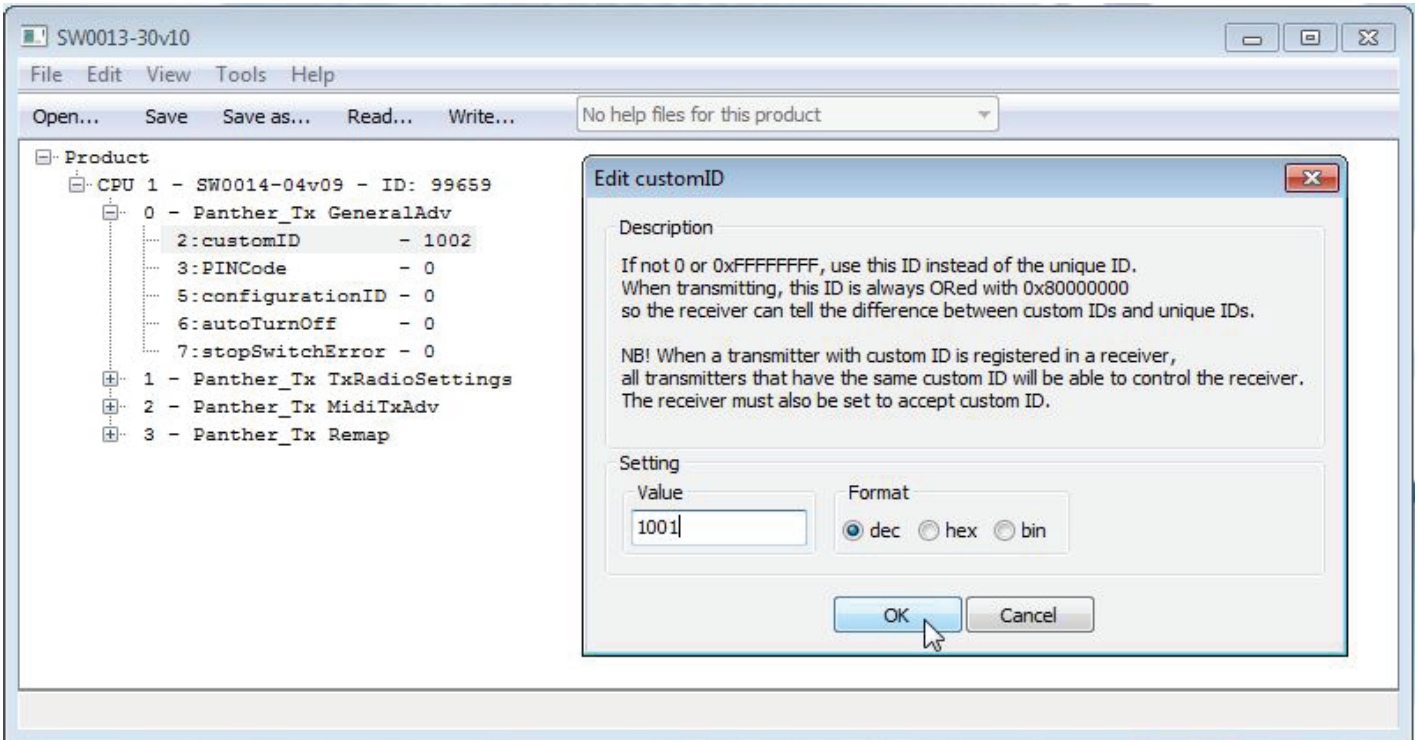 SW0013-30v10
File Edit View Tools Help
Open... Save Save as... Read... Write... No help files for this product
Product
CPU 1 - SW0014-04v09 - ID: 99659
0 - Panther_Tx GeneralAdv
2:customID - 1002
3:PINCode - 0
5:configurationID - 0
6:autoTurnOff - 0
7:stopSwitchError - 0
1 - Panther_Tx TxRadioSettings
2 - Panther_Tx MidiTxAdv
3 - Panther_Tx Remap
Edit customID
Description
If not 0 or 0xFFFFFFFF, use this ID instead of the unique ID.
When transmitting, this ID is always ORed with 0x80000000
so the receiver can tell the difference between custom IDs and unique IDs.
NB! When a transmitter with custom ID is registered in a receiver,
all transmitters that have the same custom ID will be able to control the receiver.
The receiver must also be set to accept custom ID.
Setting
Value Format
1001 dec hex bin
OK Cancel